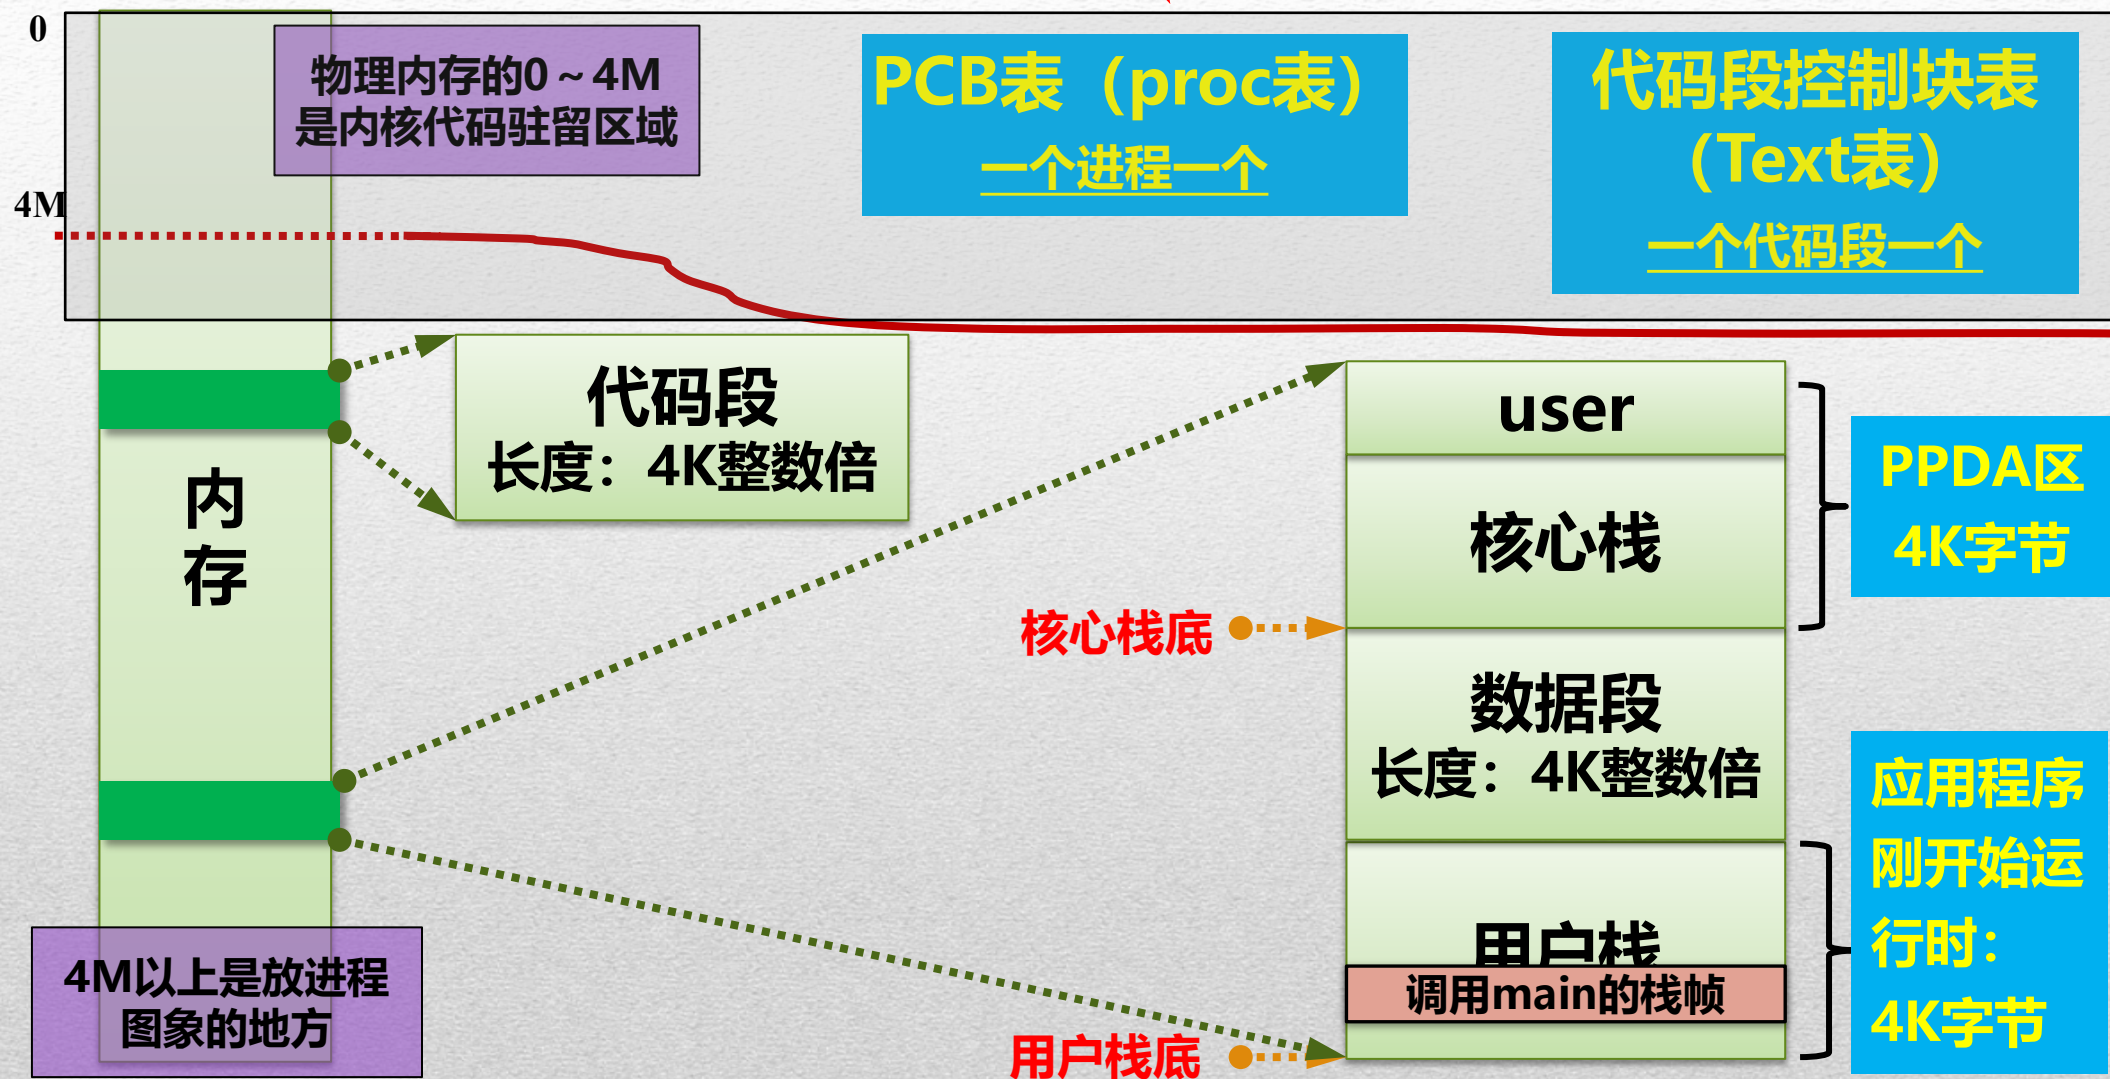 0
物理内存的0～4M
是内核代码驻留区域
PCB表（proc表）
一个进程一个
代码段控制块表
（Text表）
一个代码段一个
4M
代码段
长度：4K整数倍
内
存
user
核心栈
PPDA区
4K字节
核心栈底
数据段
长度：4K整数倍
应用程序
刚开始运
行时：
4K字节
用户栈
调用main的栈帧
4M以上是放进程
图象的地方
用户栈底